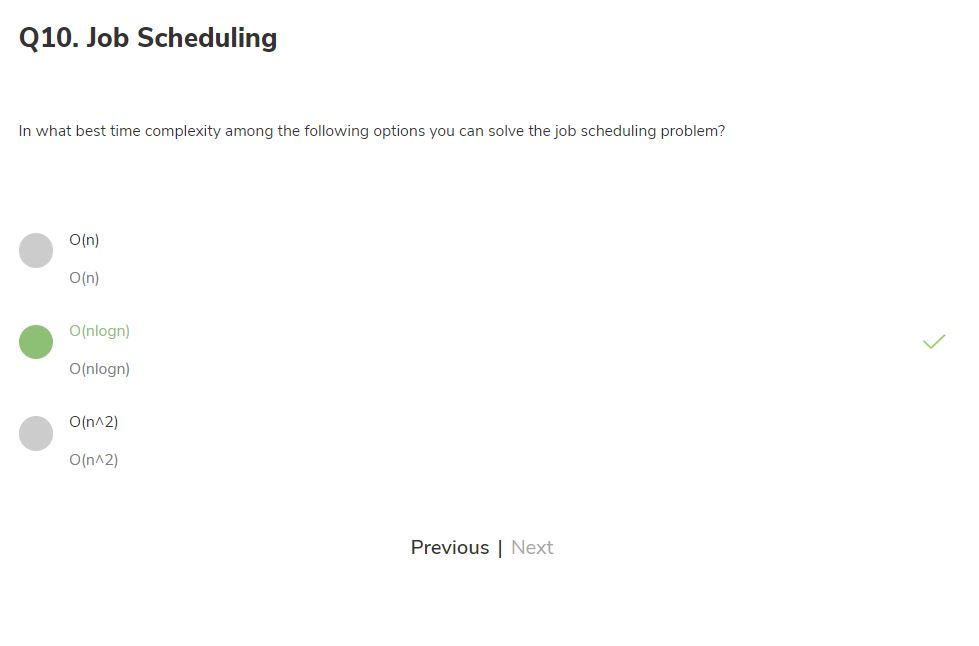 Q10. Job Scheduling
In what best time complexity among the following options you can solve the job scheduling problem?
O(n)
O(n)
O(nlogn)
O(nlogn)
O(n^2)
O(n^2)
Previous | Next